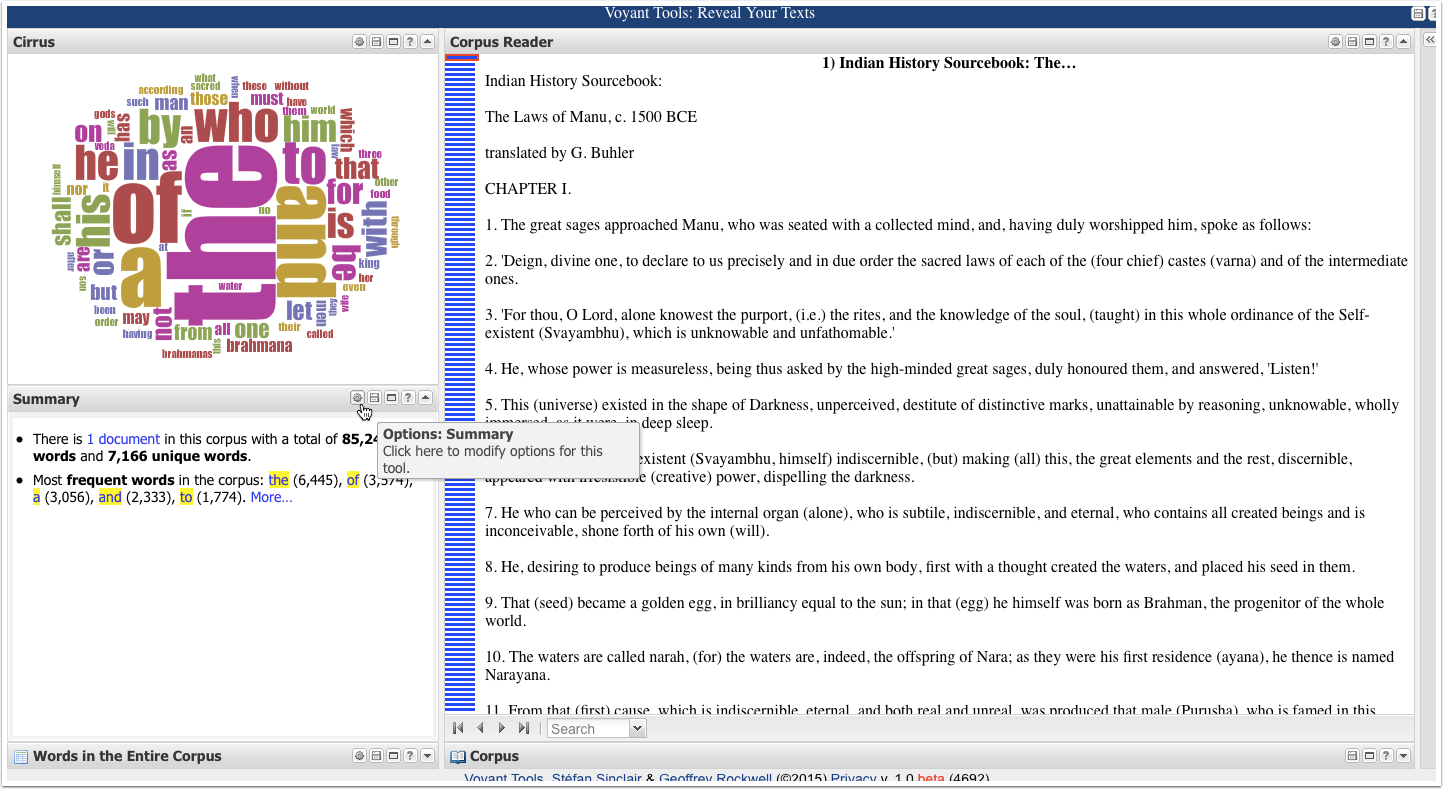 Voyant Tools: Reveal Your Texts
Cirrus
what
sacred
when
these
without
according
such
man
those
must
have
them
world
gods
on
will
has
by
an
who
him
which
veda
he
in
as
the
to
law
three
that
himself
nor
it
of
if
no
and
for
other
food
shall
his
is
with
through
at
after
are
or
a
be
king
her
son
but
water
even
been
order
may
not
let
men
they
wife
having
from
all
one
their
called
brahmanas
this
brahmana
Summary
There is 1 document in this corpus with a total of 85,24
words and 7,166 unique words.
Most frequent words in the corpus: the (6,445), of (3,574),
a (3,056), and (2,333), to (1,774). More...
Options: Summary
Click here to modify options for this
tool.
Words in the Entire Corpus
Corpus Reader
1) Indian History Sourcebook: The…
Indian History Sourcebook:
The Laws of Manu, c. 1500 BCE
translated by G. Buhler
CHAPTER I.
1. The great sages approached Manu, who was seated with a collected mind, and, having duly worshipped him, spoke as follows:
2. 'Deign, divine one, to declare to us precisely and in due order the sacred laws of each of the (four chief) castes (varna) and of the intermediate
ones.
3. 'For thou, O Lord, alone knowest the purport, (i.e.) the rites, and the knowledge of the soul, (taught) in this whole ordinance of the Self-
existent (Svayambhu), which is unknowable and unfathomable.'
4. He, whose power is measureless, being thus asked by the high-minded great sages, duly honoured them, and answered, 'Listen!'
5. This (universe) existed in the shape of Darkness, unperceived, destitute of distinctive marks, unattainable by reasoning, unknowable, wholly
immersed, as it were, in deep sleep.
existent (Svayambhu, himself) indiscernible, (but) making (all) this, the great elements and the rest, discernible,
appeared with irresistible (creative) power, dispelling the darkness.
7. He who can be perceived by the internal organ (alone), who is subtile, indiscernible, and eternal, who contains all created beings and is
inconceivable, shone forth of his own (will).
8. He, desiring to produce beings of many kinds from his own body, first with a thought created the waters, and placed his seed in them.
9. That (seed) became a golden egg, in brilliancy equal to the sun; in that (egg) he himself was born as Brahman, the progenitor of the whole
world.
10. The waters are called narah, (for) the waters are, indeed, the offspring of Nara; as they were his first residence (ayana), he thence is named
Narayana.
11. From that (first) cause, which is indiscernible, eternal, and both real and unreal, was produced that male (Purusha), who is famed in this
Search
Corpus
Voyant Tools, Stéfan Sinclair & Geoffrey Rockwell (©2015) Privacy v. 1.0 beta (4692)